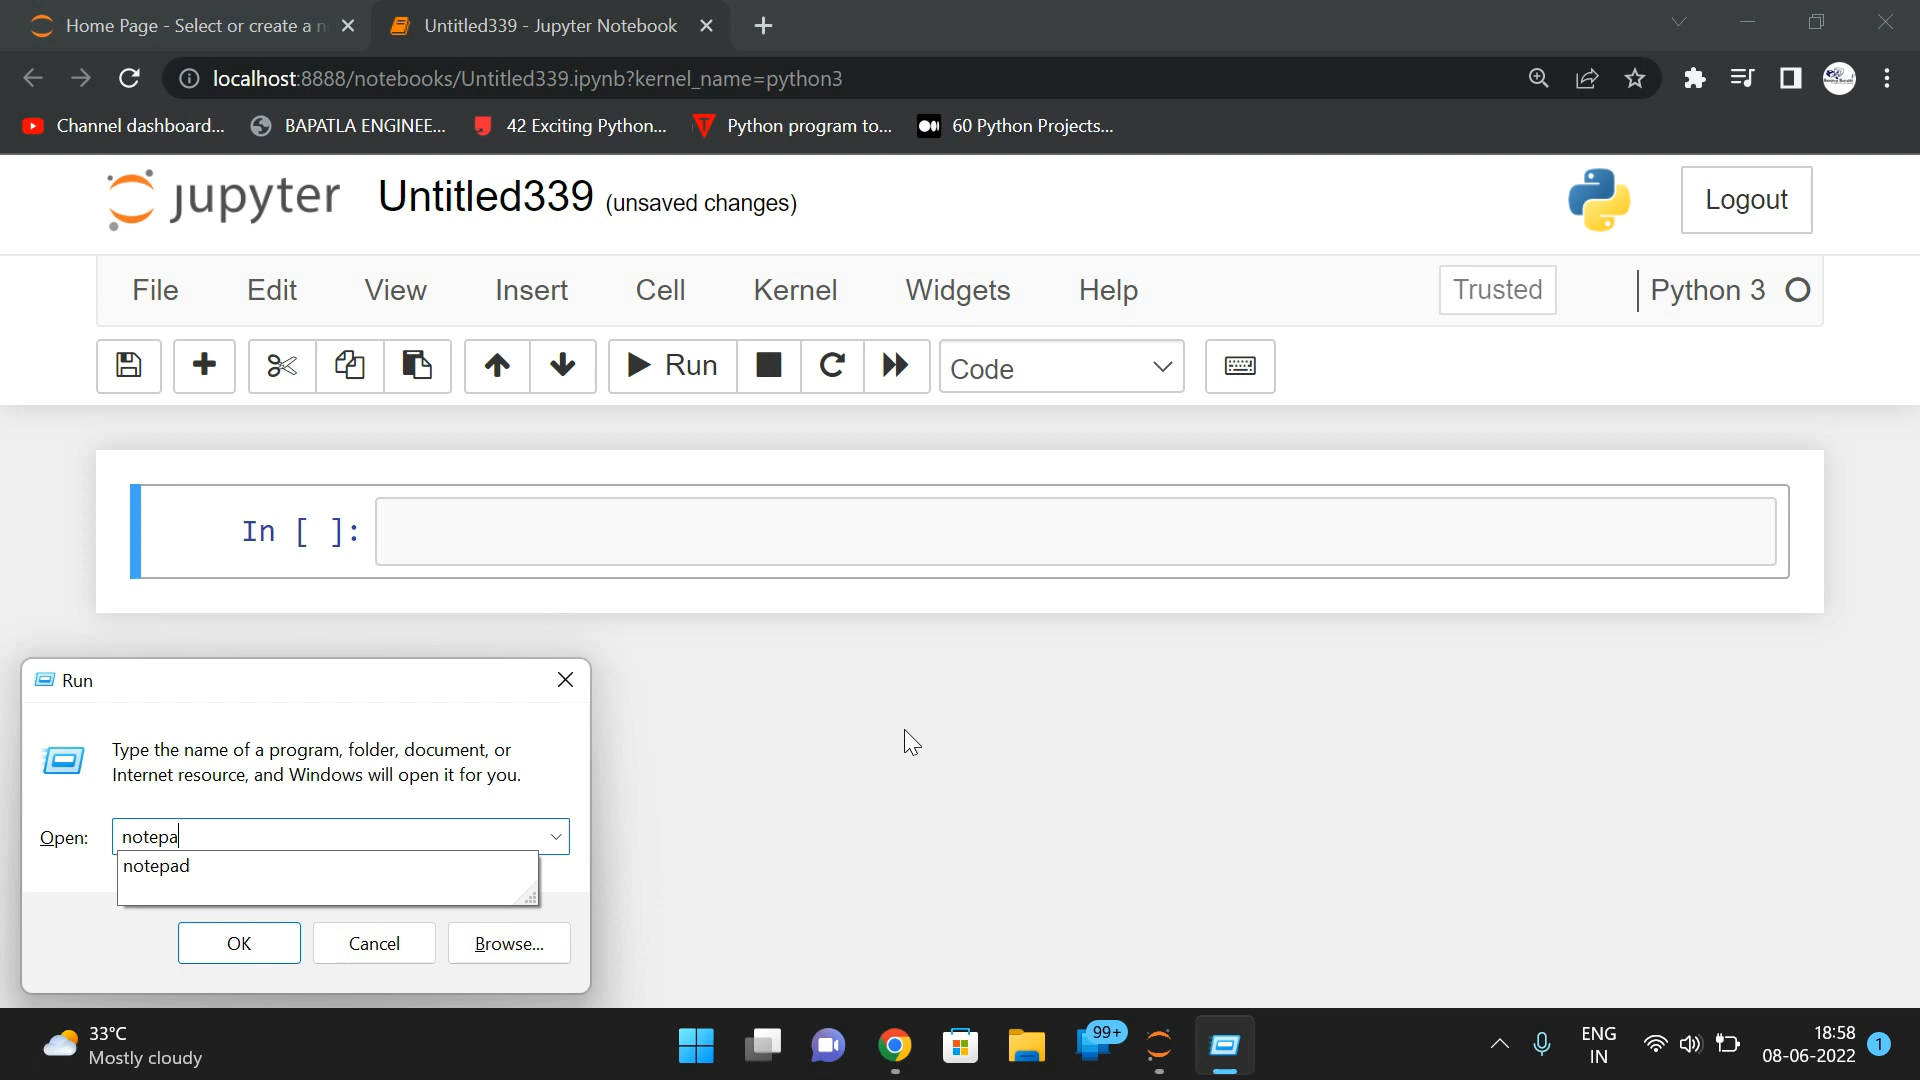 Home Page - Select or create a n
Untitled339 - Jupyter Notebook
localhost:8888/notebooks/Untitled339.ipynb?kernel_name=python3
Channel dashboard...
BAPATLA ENGINEE...
42 Exciting Python...
Python program to...
60 Python Projects...
jupyter
Untitled339 (unsaved changes)
Logout
File
Edit
View
Insert
Cell
Kernel
Widgets
Help
Trusted
Python 3
Run
Code
In [ ]:
Run
Type the name of a program, folder, document, or
Internet resource, and Windows will open it for you.
Open:
notepa
notepad
OK
Cancel
Browse...
33°C
Mostly cloudy
99+
ENG
IN
18:58
08-06-2022
1